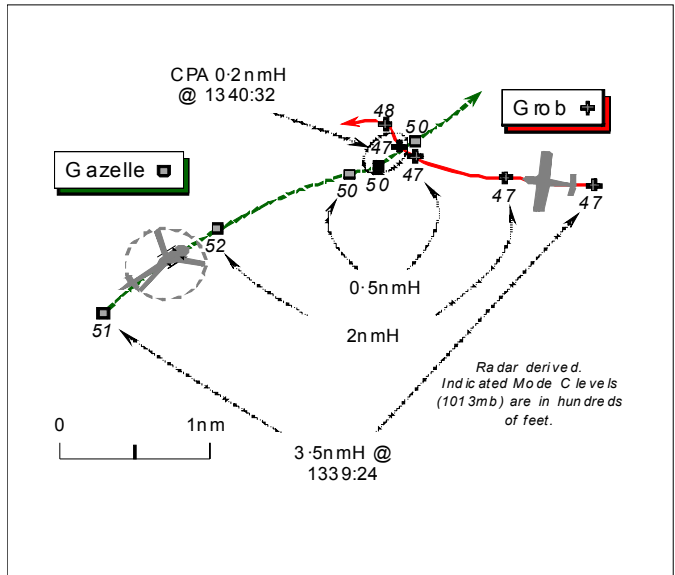 CPA 0·2nmH
@ 1340:32
Grob
48
50
47
47
Gazelle
50
50
47
47
52
0·5nmH
51
2nmH
Radar derived.
Indicated Mode C levels
(1013mb) are in hundreds
of feet.
0 1nm
3·5nmH @
1339:24